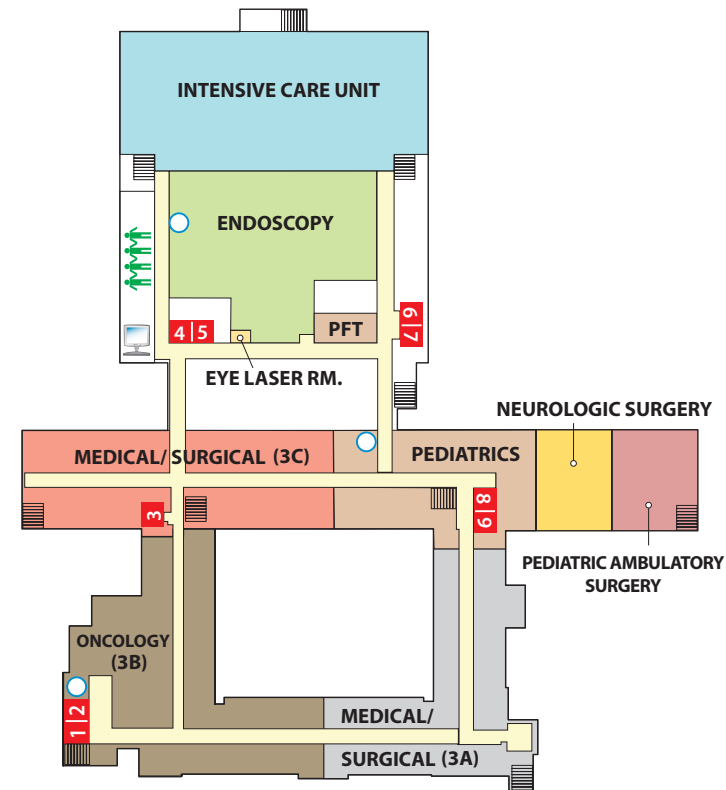 INTENSIVE CARE UNIT
ENDOSCOPY
6|7
4|5
PFT
EYE LASER RM.
NEUROLOGIC SURGERY
MEDICAL/ SURGICAL (3C)
PEDIATRICS
8|9
3
PEDIATRIC AMBULATORY
SURGERY
ONCOLOGY
(3B)
1|2
MEDICAL/
SURGICAL (3A)